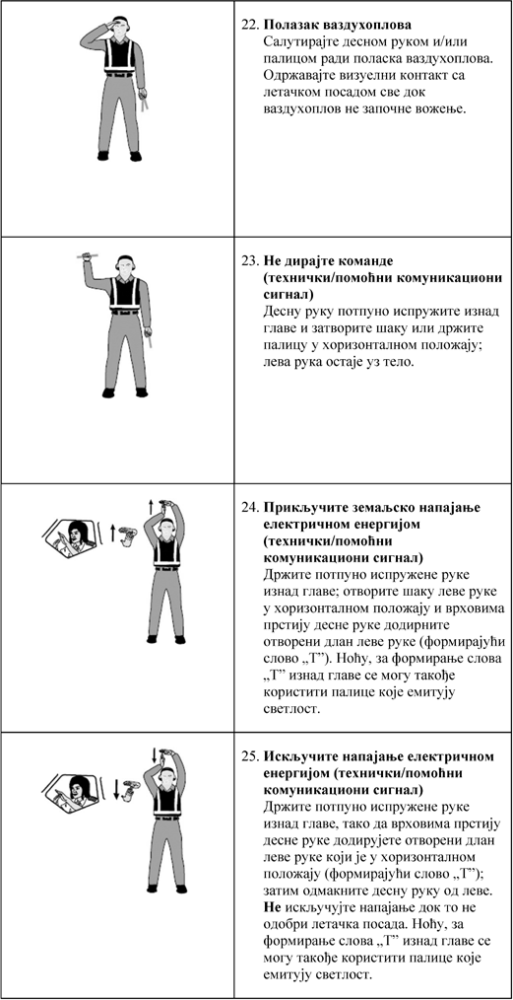 22. Полазак ваздухоплова
Салутирајте десном руком и/или
палицом ради поласка ваздухоплова.
Одржавајте визуелни контакт са
летачком посадом све док
ваздухоплов не започне вожење.
23. Не дирајте команде
(технички/помоћни комуникациони
сигнал)
Десну руку потпуно испружите изнад
главе и затворите шаку или држите
палицу у хоризонталном положају;
лева рука остаје уз тело.
24. Прикључите земаљско напајање
електричном енергијом
(технички/помоћни
комуникациони сигнал)
Држите потпуно испружене руке
изнад главе; отворите шаку леве руке
у хоризонталном положају и врховима
прстију десне руке додирните
отворени длан леве руке (формирајући
слово „Т”). Ноћу, за формирање слова
„Т” изнад главе се могу такође
користити палице које емитују
светлост.
25. Искључите напајање електричном
енергијом (технички/помоћни
комуникациони сигнал)
Држите потпуно испружене руке
изнад главе, тако да врховима прстију
десне руке додирујете отворени длан
леве руке који је у хоризонталном
положају (формирајући слово „Т”);
затим одмакните десну руку од леве.
Не искључујте напајање док то не
одобри летачка посада. Ноћу, за
формирање слова „Т” изнад главе се
могу такође користити палице које
емитују светлост.